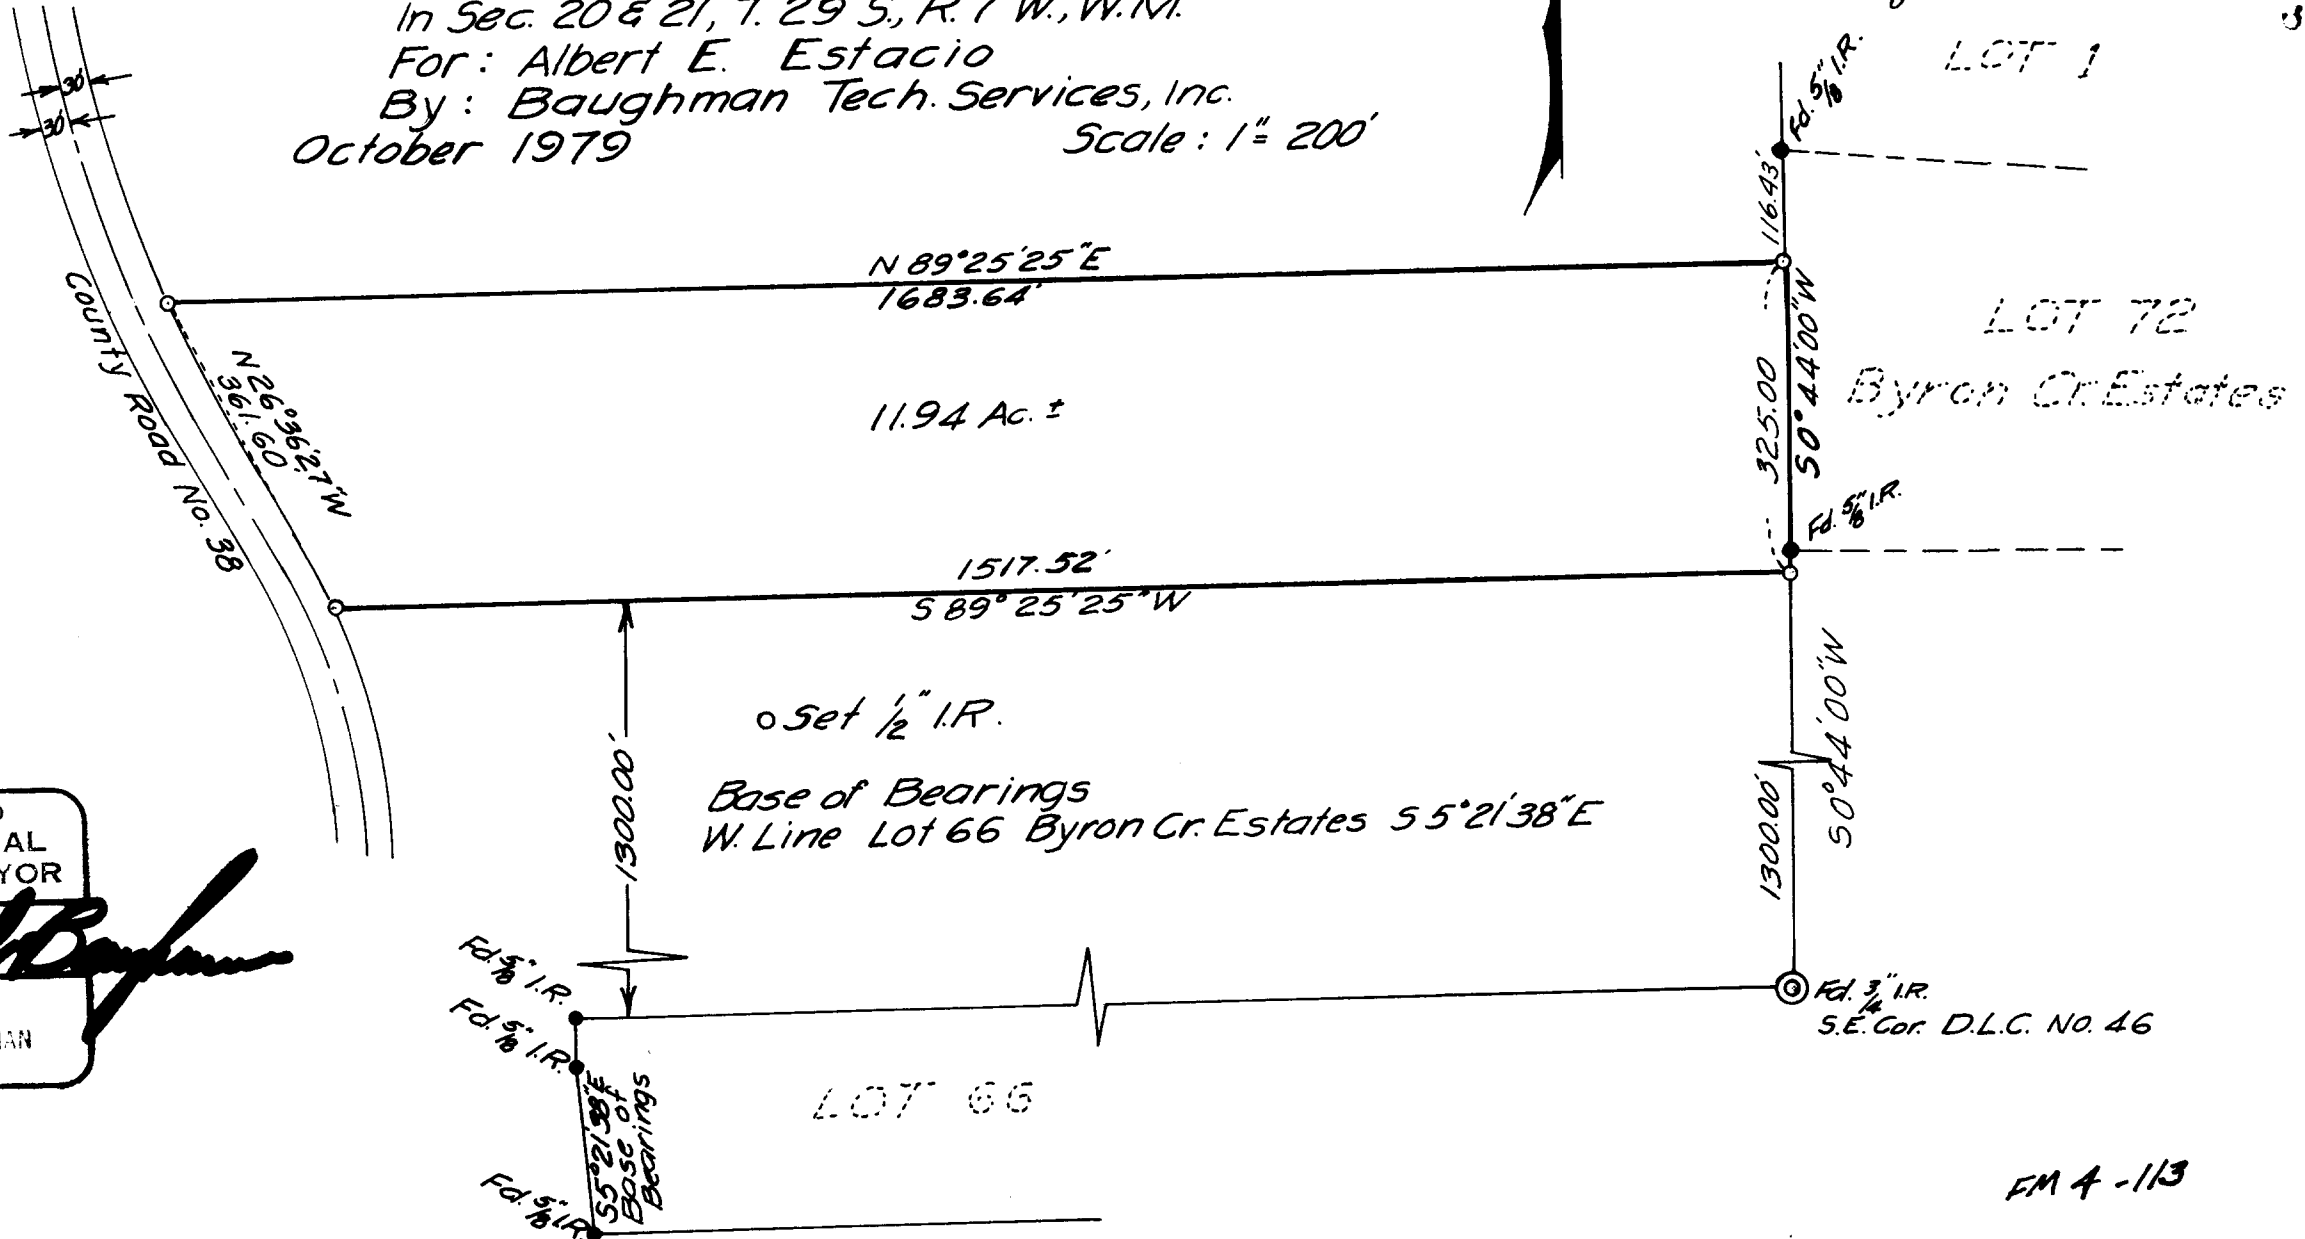 In Sec. 20 & 21, T. 29 S., R. 7 W., W.M.
For: Albert E. Estacio
By: Baughman Tech. Services, Inc.
October 1979
Scale: 1"= 200'
30'
30'
Fd. 5/8" I.R.
LOT 1
116.43'
N 89°25'25"E
1683.64'
County Road No. 38
N 26°36'27"W
361.60'
11.94 Ac. ±
325.00
S 0° 44'00"W
LOT 72
Byron Cr. Estates
Fd. 5/8" I.R.
1517.52'
S 89° 25'25"W
o Set 1/2" I.R.
1300.00'
Base of Bearings
W. Line Lot 66 Byron Cr. Estates S 5°21'38"E
S 0°44'00"W
1300.00'
AL
YOR
Fd. 5/8" I.R.
Fd. 5/8" I.R.
Fd. 3/4" I.R.
S.E. Cor. D.L.C. NO. 46
LOT 66
S5°21'38"E
Base of
Bearings
Fd. 5/8" I.R.
FM 4 -113